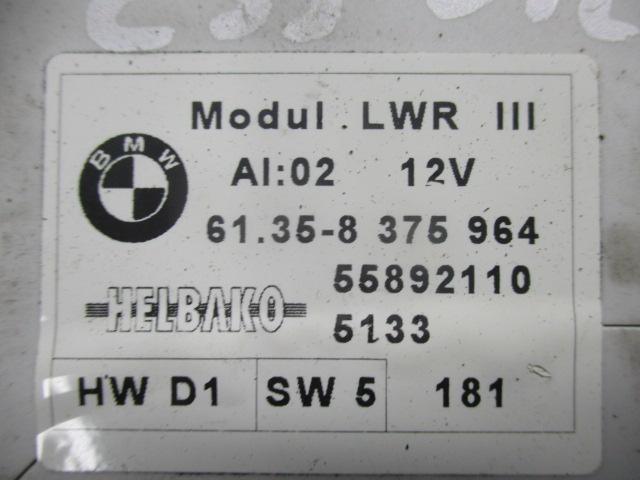 Modul LWR III
BMW
AI:02 12V
61.35-8 375 964
55892110
HELBAKO
5133
HW D1 SW 5 181